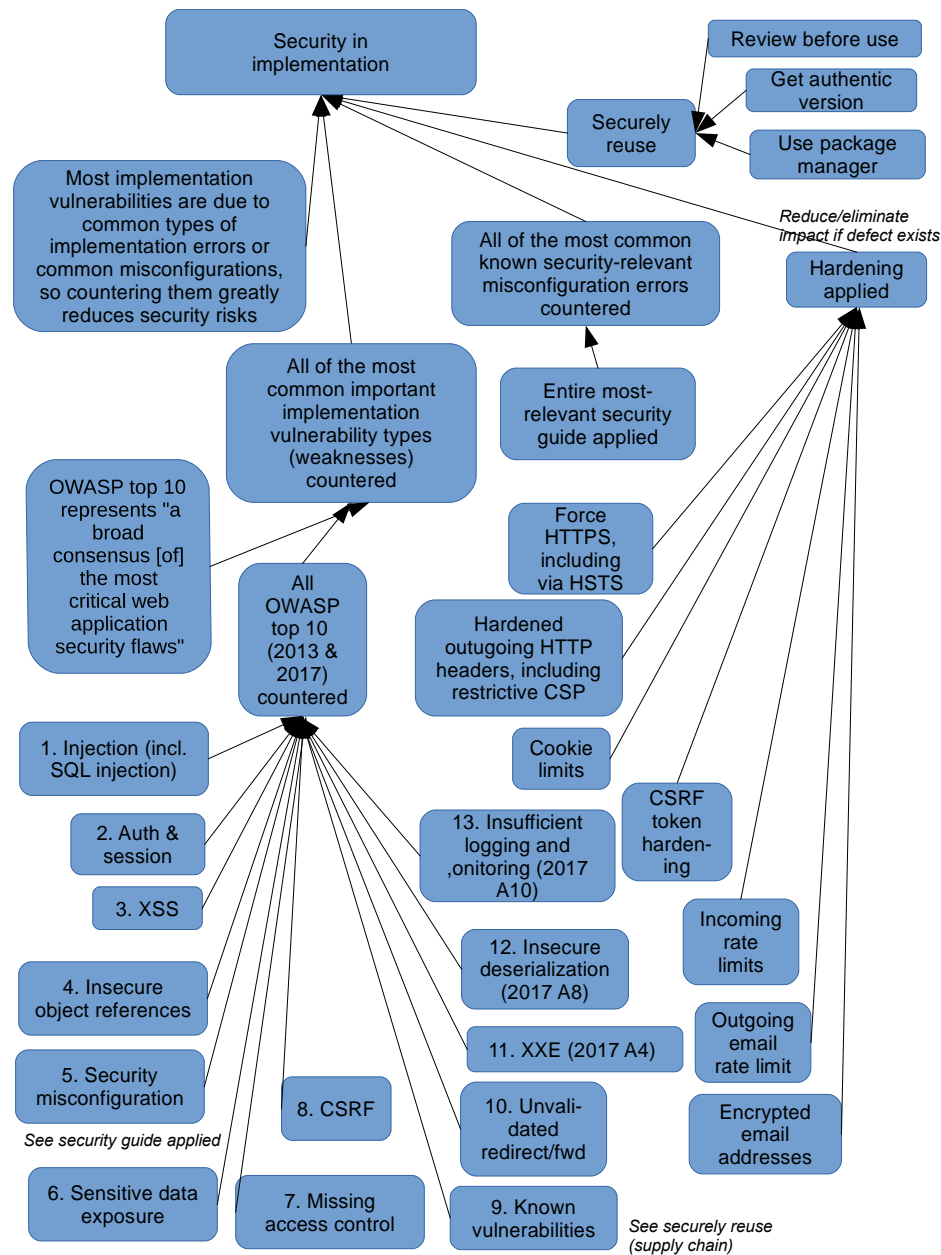 Security in
implementation
Review before use
Get authentic
version
Securely
reuse
Use package
manager
Most implementation
vulnerabilities are due to
common types of
implementation errors or
common misconfigurations,
so countering them greatly
reduces security risks
Reduce/eliminate
impact if defect exists
All of the most common
known security-relevant
misconfiguration errors
countered
Hardening
applied
All of the most
common important
implementation
vulnerability types
(weaknesses)
countered
Entire most-
relevant security
guide applied
OWASP top 10
represents "a
broad
consensus [of]
the most
critical web
application
security flaws"
Force
HTTPS,
including
via HSTS
All
OWASP
top 10
(2013 &
2017)
countered
Hardened
outugoing HTTP
headers, including
restrictive CSP
1. Injection (incl.
SQL injection)
Cookie
limits
CSRF
token
harden-
ing
2. Auth &
session
13. Insufficient
logging and
,onitoring (2017
A10)
3. XSS
Incoming
rate
limits
12. Insecure
deserialization
(2017 A8)
4. Insecure
object references
Outgoing
email
rate limit
11. XXE (2017 A4)
5. Security
misconfiguration
See security guide applied
8. CSRF
10. Unvali-
dated
redirect/fwd
Encrypted
email
addresses
6. Sensitive data
exposure
7. Missing
access control
9. Known
vulnerabilities
See securely reuse
(supply chain)